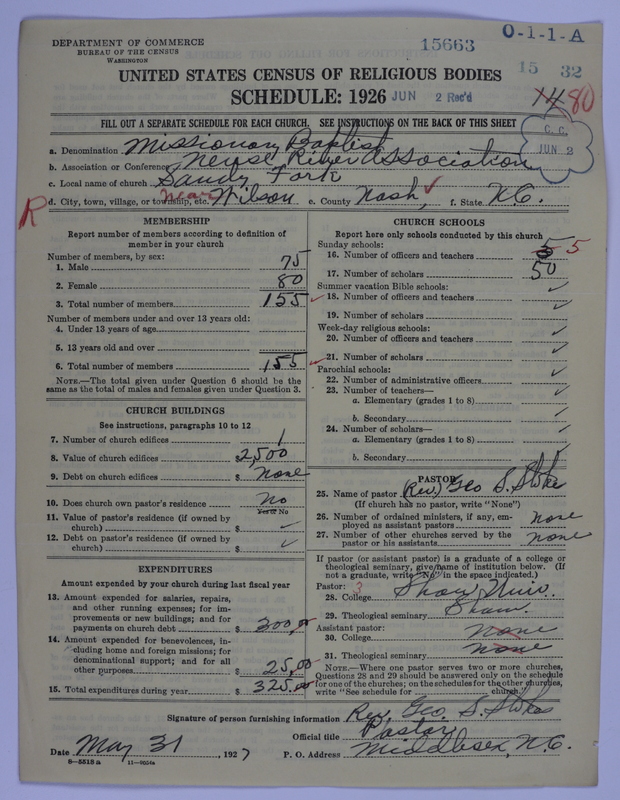 DEPARTMENT OF COMMERCE
BUREAU OF THE CENSUS
WASHINGTON
15663
O-1-1-A
15 32
UNITED STATES CENSUS OF RELIGIOUS BODIES
SCHEDULE: 1926
JUN 2 Rec'd
14 80
FILL OUT A SEPARATE SCHEDULE FOR EACH CHURCH. SEE INSTRUCTIONS ON THE BACK OF THIS SHEET
C. C.
JUN 2
a. Denomination Missionary Baptist
b. Association or Conference Neuse River Association
c. Local name of church Sandy Fork
R d. City, town, village, or township, etc. near Wilson e. County Nash, f. State N.C.
MEMBERSHIP
Report number of members according to definition of
member in your church
Number of members, by sex:
1. Male 75
2. Female 80
3. Total number of members 155
Number of members under and over 13 years old:
4. Under 13 years of age
5. 13 years old and over
6. Total number of members 155
NOTE.—The total given under Question 6 should be the
same as the total of males and females given under Question 3.
CHURCH BUILDINGS
See instructions, paragraphs 10 to 12
7. Number of church edifices 1
8. Value of church edifices $ 2,500
9. Debt on church edifices $ none
10. Does church own pastor's residence No
Yes or No
11. Value of pastor's residence (if owned by
church) $ ✓
12. Debt on pastor's residence (if owned by
church) $ ✓
EXPENDITURES
Amount expended by your church during last fiscal year
13. Amount expended for salaries, repairs,
and other running expenses; for im-
provements or new buildings; and for
payments on church debt $ 300,00
14. Amount expended for benevolences, in-
cluding home and foreign missions; for
denominational support; and for all
other purposes $ 25,00
15. Total expenditures during year $ 325.00
CHURCH SCHOOLS
Report here only schools conducted by this church
Sunday schools:
16. Number of officers and teachers 5 5
17. Number of scholars 50
Summer vacation Bible schools:
18. Number of officers and teachers ✓
19. Number of scholars ✓
Week-day religious schools:
20. Number of officers and teachers ✓
21. Number of scholars ✓
Parochial schools:
22. Number of administrative officers ✓
23. Number of teachers—
a. Elementary (grades 1 to 8) ✓
b. Secondary ✓
24. Number of scholars—
a. Elementary (grades 1 to 8) ✓
b. Secondary ✓
PASTOR
25. Name of pastor (Rev) Geo S. Stokes
(If church has no pastor, write "None")
26. Number of ordained ministers, if any, em-
ployed as assistant pastors none
27. Number of other churches served by the
pastor or his assistants none
If pastor (or assistant pastor) is a graduate of a college or
theological seminary, give name of institution below. (If
not a graduate, write "No" in the space indicated.)
Pastor: 3
28. College Shaw Univ.
29. Theological seminary Shaw.
Assistant pastor:
30. College none
31. Theological seminary none
NOTE.—Where one pastor serves two or more churches,
Questions 28 and 29 should be answered only on the schedule
for one of the churches; on the schedules for the other churches,
write "See schedule for church."
Signature of person furnishing information Rev. Geo. S. Stokes
Official title Pastor
Date May 31, 1927 P. O. Address Middlesex, N.C.
8—5518 a 11—9054a